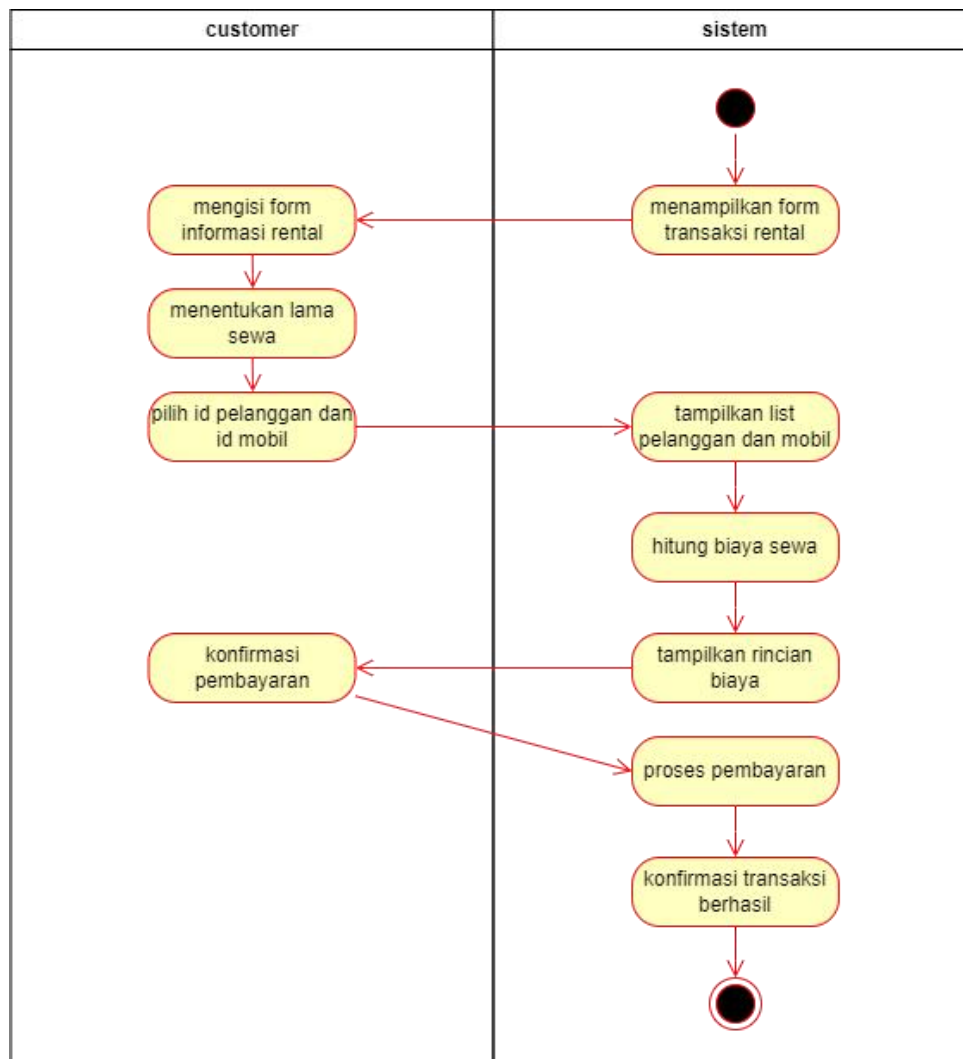 customer
sistem
menampilkan form
transaksi rental
mengisi form
informasi rental
menentukan lama
sewa
pilih id pelanggan dan
id mobil
tampilkan list
pelanggan dan mobil
hitung biaya sewa
tampilkan rincian
biaya
konfirmasi
pembayaran
proses pembayaran
konfirmasi transaksi
berhasil